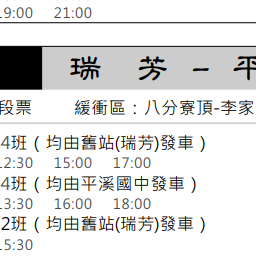 19:00 21:00
瑞 芳 – 平
段票 緩衝區：八分寮頂-李家
4班（均由舊站(瑞芳)發車）
12:30 15:00 17:00
4班（均由平溪國中發車）
13:30 16:00 18:00
2班（均由舊站(瑞芳)發車）
15:30